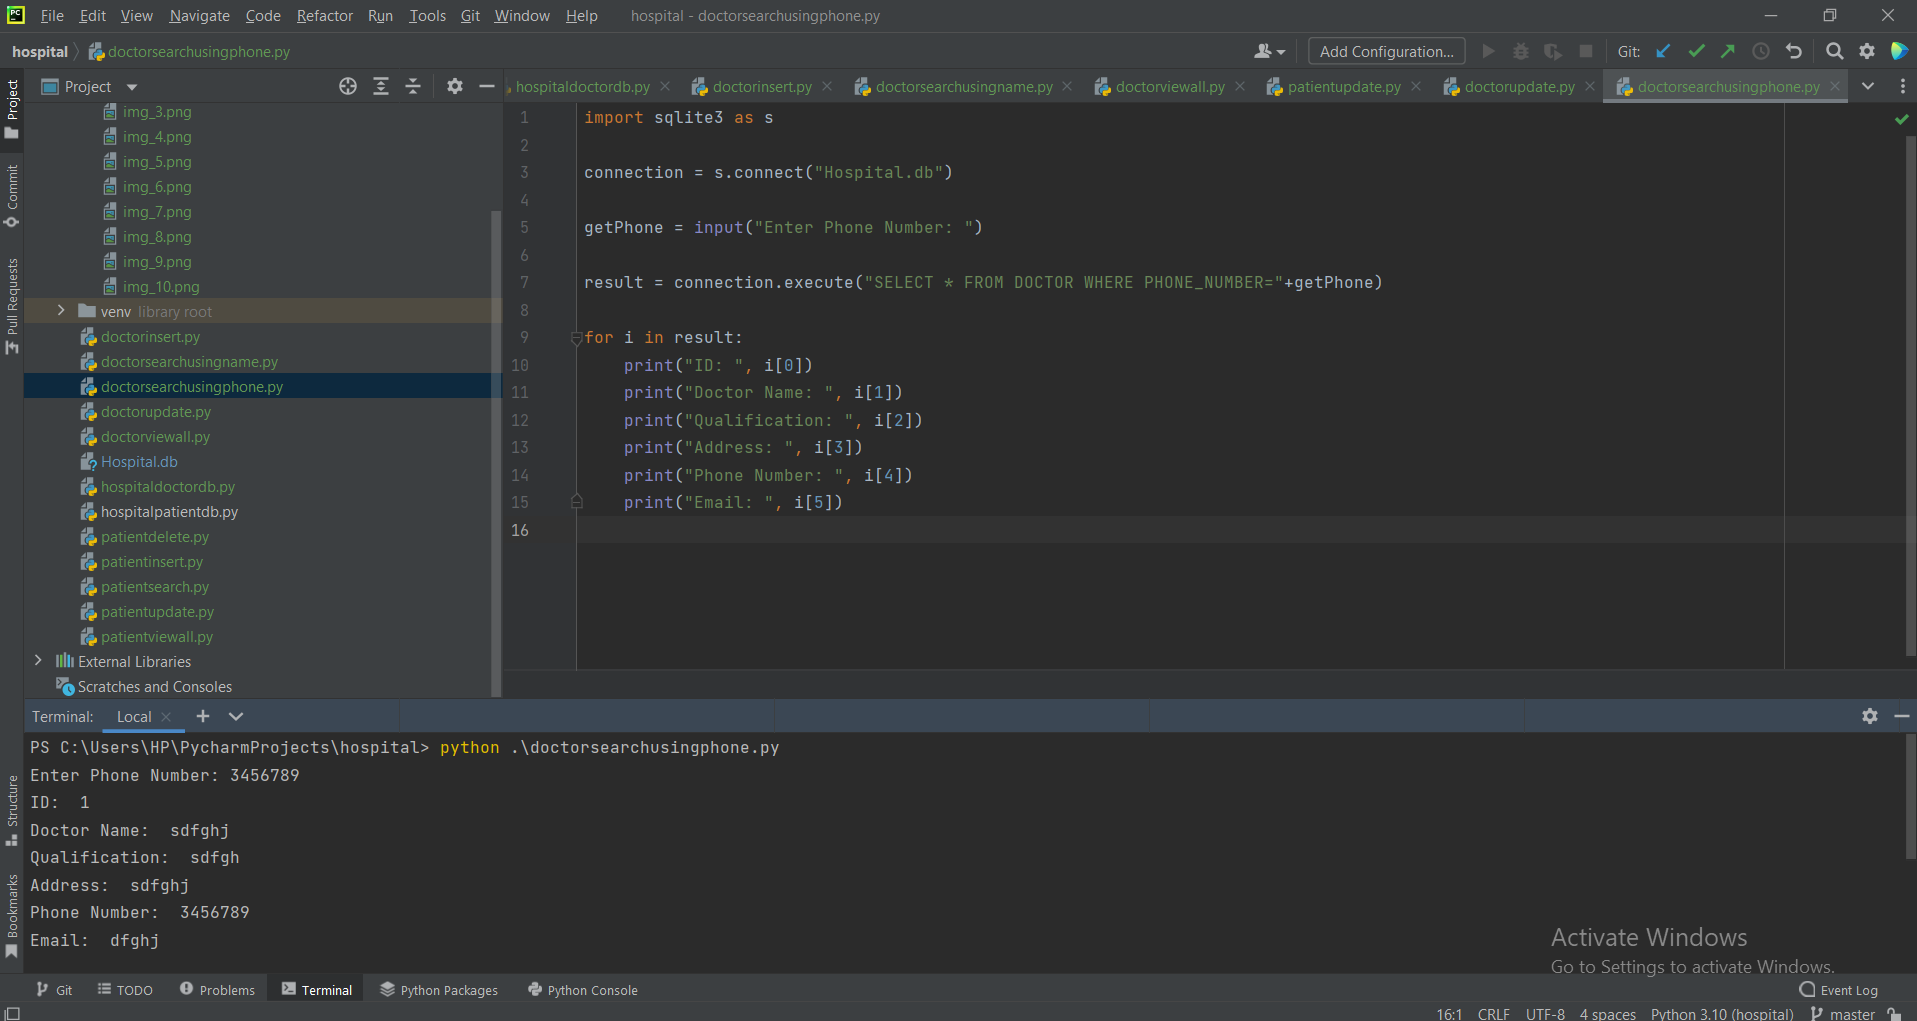 PC File Edit View Navigate Code Refactor Run Tools Git Window Help hospital - doctorsearchusingphone.py
hospital doctorsearchusingphone.py Add Configuration... Git:
Project
hospitaldoctordb.py doctorinsert.py doctorsearchusingname.py doctorviewall.py patientupdate.py doctorupdate.py doctorsearchusingphone.py
Project
Commit
Pull Requests
Structure
Bookmarks
img_3.png
img_4.png
img_5.png
img_6.png
img_7.png
img_8.png
img_9.png
img_10.png
venv library root
doctorinsert.py
doctorsearchusingname.py
doctorsearchusingphone.py
doctorupdate.py
doctorviewall.py
Hospital.db
hospitaldoctordb.py
hospitalpatientdb.py
patientdelete.py
patientinsert.py
patientsearch.py
patientupdate.py
patientviewall.py
External Libraries
Scratches and Consoles
1 import sqlite3 as s
2
3 connection = s.connect("Hospital.db")
4
5 getPhone = input("Enter Phone Number: ")
6
7 result = connection.execute("SELECT * FROM DOCTOR WHERE PHONE_NUMBER="+getPhone)
8
9 for i in result:
10 print("ID: ", i[0])
11 print("Doctor Name: ", i[1])
12 print("Qualification: ", i[2])
13 print("Address: ", i[3])
14 print("Phone Number: ", i[4])
15 print("Email: ", i[5])
16
Terminal: Local
PS C:\Users\HP\PycharmProjects\hospital> python .\doctorsearchusingphone.py
Enter Phone Number: 3456789
ID:  1
Doctor Name:  sdfghj
Qualification:  sdfgh
Address:  sdfghj
Phone Number:  3456789
Email:  dfghj
Activate Windows
Go to Settings to activate Windows.
Git TODO Problems Terminal Python Packages Python Console Event Log
16:1 CRLF UTF-8 4 spaces Python 3.10 (hospital) master